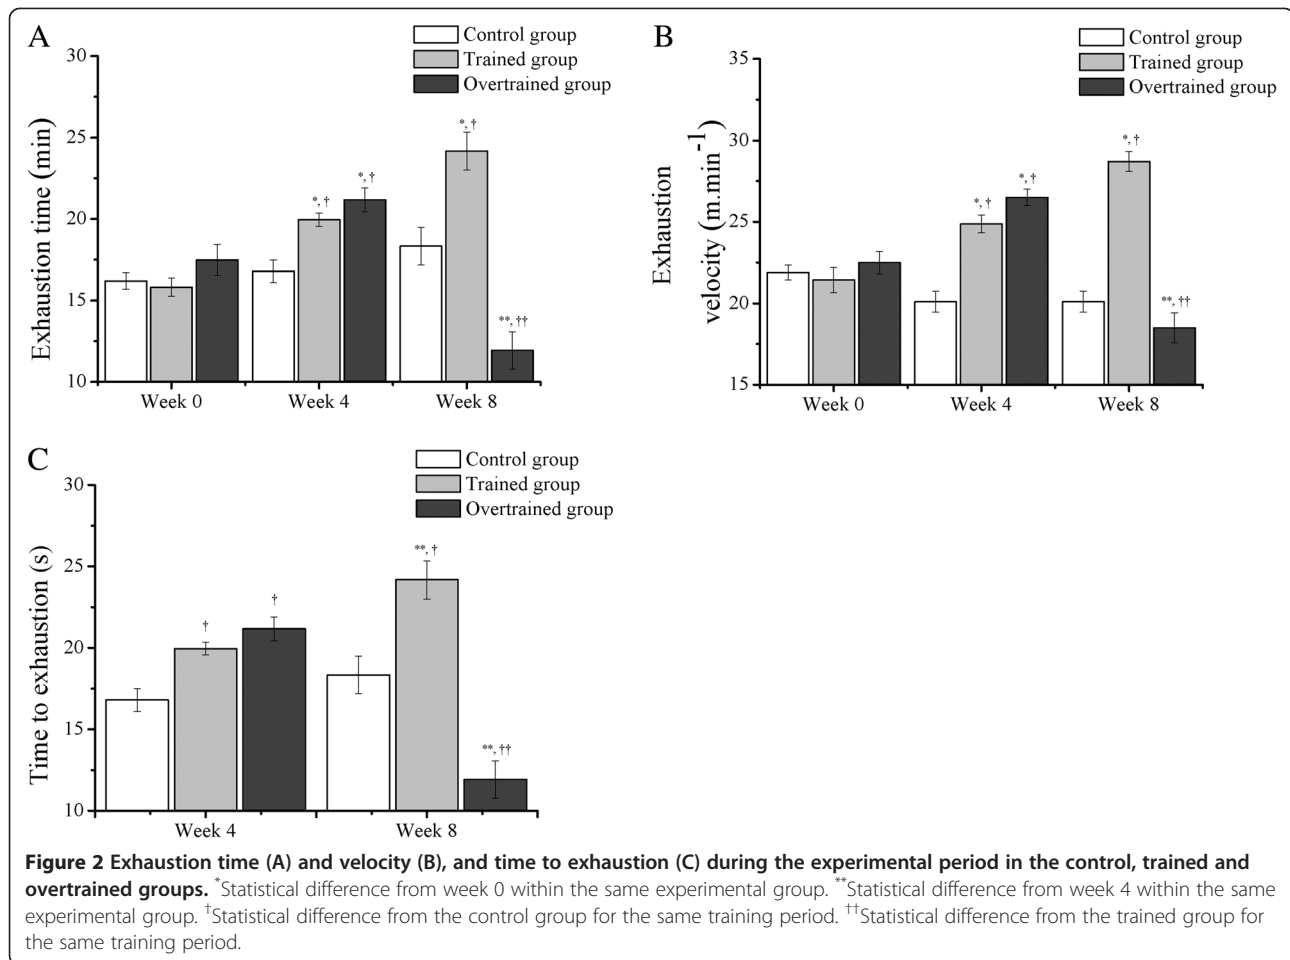 A
Control group
Trained group
Overtrained group
Exhaustion time (min)
30
25
20
15
10
*, †
*, †
*, †
**, ††
Week 0
Week 4
Week 8
B
Control group
Trained group
Overtrained group
Exhaustion
velocity (m.min-1)
35
30
25
20
15
*, †
*, †
*, †
**, ††
Week 0
Week 4
Week 8
C
Control group
Trained group
Overtrained group
Time to exhaustion (s)
30
25
20
15
10
†
†
**, †
**, ††
Week 4
Week 8
Figure 2 Exhaustion time (A) and velocity (B), and time to exhaustion (C) during the experimental period in the control, trained and
overtrained groups. *Statistical difference from week 0 within the same experimental group. **Statistical difference from week 4 within the same
experimental group. †Statistical difference from the control group for the same training period. ††Statistical difference from the trained group for
the same training period.